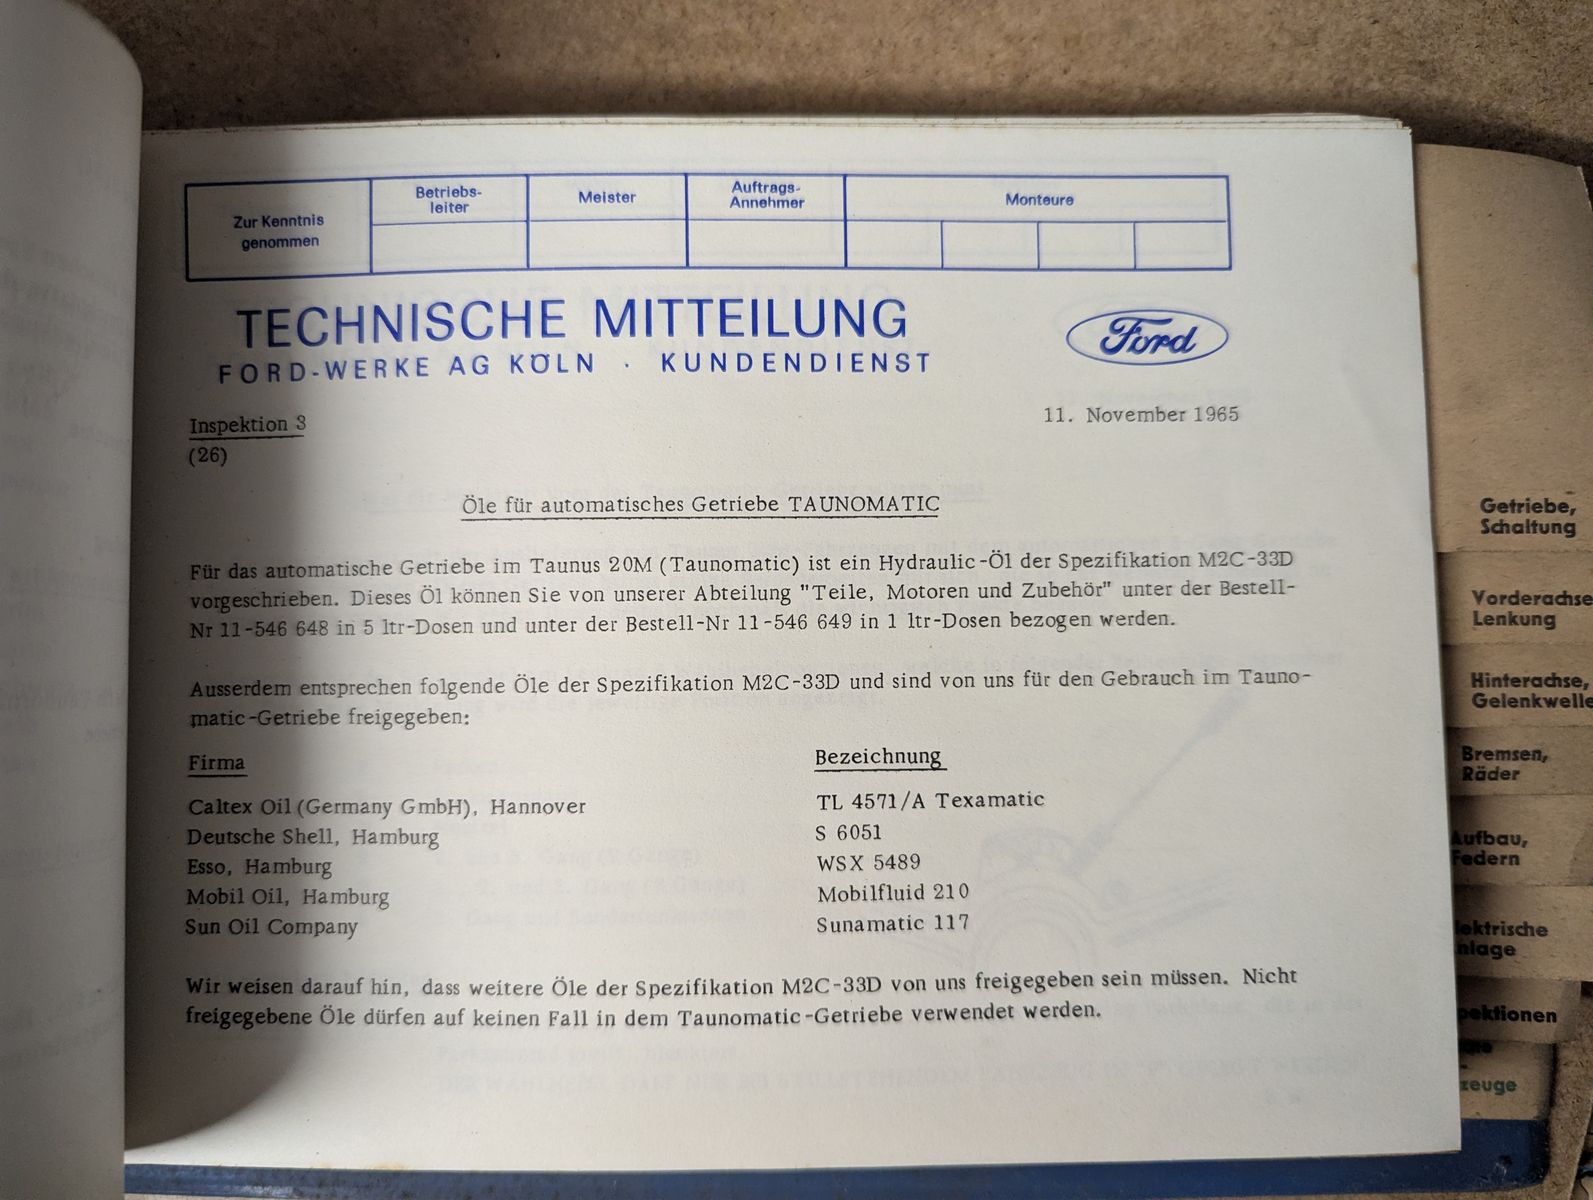 Zur Kenntnis
genommen
Betriebs-
leiter
Meister
Auftrags-
Annehmer
Monteure
TECHNISCHE MITTEILUNG
FORD-WERKE AG KÖLN · KUNDENDIENST
Ford
Inspektion 3
(26)
11. November 1965
Öle für automatisches Getriebe TAUNOMATIC
Für das automatische Getriebe im Taunus 20M (Taunomatic) ist ein Hydraulic-Öl der Spezifikation M2C-33D
vorgeschrieben. Dieses Öl können Sie von unserer Abteilung "Teile, Motoren und Zubehör" unter der Bestell-
Nr 11-546 648 in 5 ltr-Dosen und unter der Bestell-Nr 11-546 649 in 1 ltr-Dosen bezogen werden.
Ausserdem entsprechen folgende Öle der Spezifikation M2C-33D und sind von uns für den Gebrauch im Tauno-
matic-Getriebe freigegeben:
Firma Bezeichnung
Caltex Oil (Germany GmbH), Hannover TL 4571/A Texamatic
Deutsche Shell, Hamburg S 6051
Esso, Hamburg WSX 5489
Mobil Oil, Hamburg Mobilfluid 210
Sun Oil Company Sunamatic 117
Wir weisen darauf hin, dass weitere Öle der Spezifikation M2C-33D von uns freigegeben sein müssen. Nicht
freigegebene Öle dürfen auf keinen Fall in dem Taunomatic-Getriebe verwendet werden.
Getriebe,
Schaltung
Vorderachse
Lenkung
Hinterachse,
Gelenkwelle
Bremsen,
Räder
Aufbau,
Federn
lektrische
nlage
pektionen
zeuge